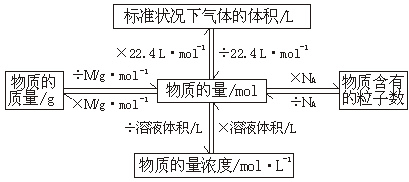 标准状况下气体的体积/L
×22.4 L·mol⁻¹ ÷22.4 L·mol⁻¹
物质的质量/g
÷M/g·mol⁻¹
×M/g·mol⁻¹
物质的量/mol
×Nₐ
÷Nₐ
物质含有的粒子数
÷溶液体积/L ×溶液体积/L
物质的量浓度/mol·L⁻¹